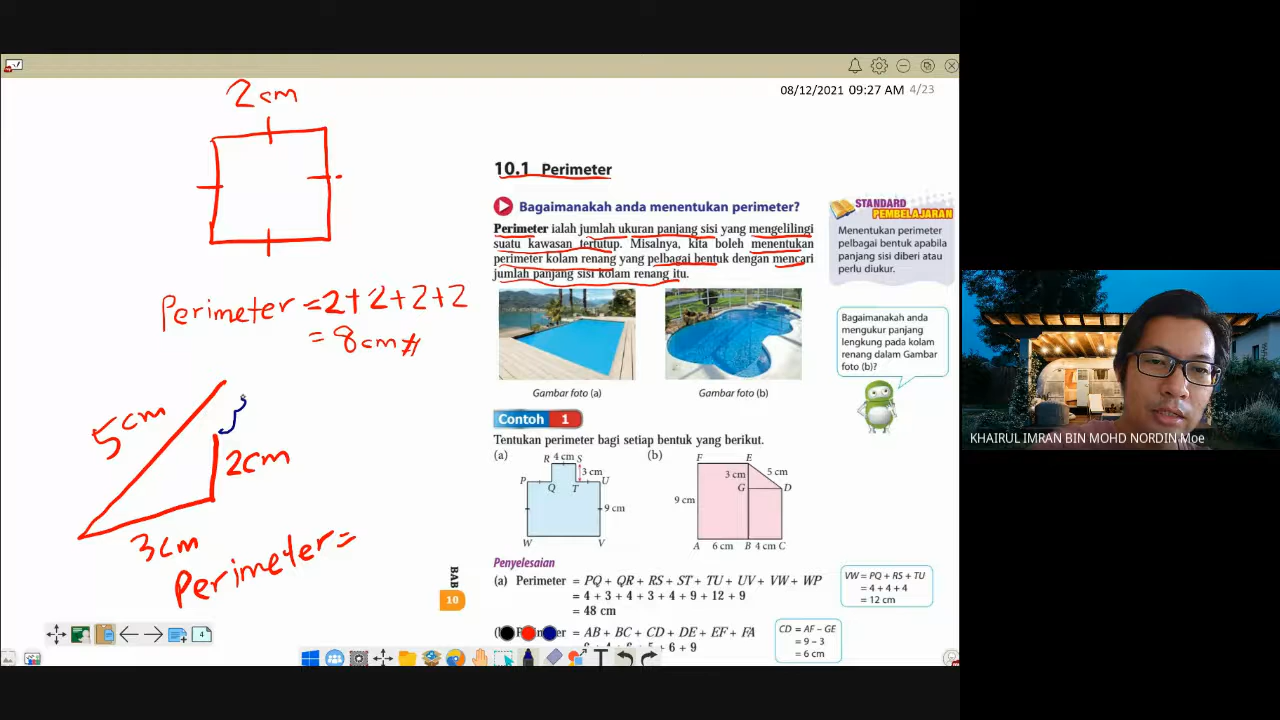 08/12/2021 09:27 AM 4/23
2cm
Perimeter = 2+2+2+2
= 8cm
5cm
2cm
3cm
Perimeter =
10.1 Perimeter
Bagaimanakah anda menentukan perimeter?
Perimeter ialah jumlah ukuran panjang sisi yang mengelilingi
suatu kawasan tertutup. Misalnya, kita boleh menentukan
perimeter kolam renang yang pelbagai bentuk dengan mencari
jumlah panjang sisi kolam renang itu.
Gambar foto (a)
Gambar foto (b)
STANDARD
PEMBELAJARAN
Menentukan perimeter
pelbagai bentuk apabila
panjang sisi diberi atau
perlu diukur.
Bagaimanakah anda
mengukur panjang
lengkung pada kolam
renang dalam Gambar
foto (b)?
Contoh 1
Tentukan perimeter bagi setiap bentuk yang berikut.
(a)
R 4 cm S
3 cm
P Q T U
9 cm
W V
(b)
F E
3 cm 5 cm
G D
9 cm
A 6 cm B 4 cm C
Penyelesaian
(a) Perimeter = PQ + QR + RS + ST + TU + UV + VW + WP
= 4 + 3 + 4 + 3 + 4 + 9 + 12 + 9
= 48 cm
VW = PQ + RS + TU
= 4 + 4 + 4
= 12 cm
= AB + BC + CD + DE + EF + FA
+ 5 + 6 + 9
CD = AF – GE
= 9 – 3
= 6 cm
BAB
10
4
KHAIRUL IMRAN BIN MOHD NORDIN Moe